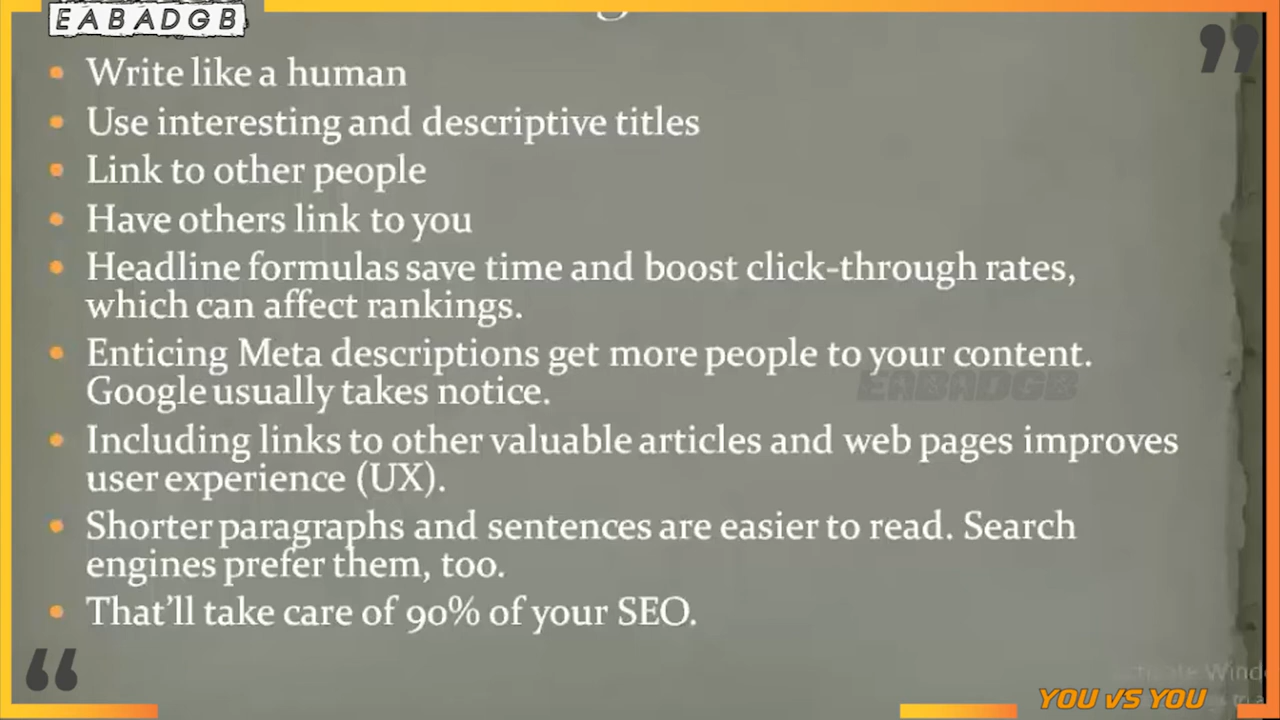 EABADGB
Write like a human
Use interesting and descriptive titles
Link to other people
Have others link to you
Headline formulas save time and boost click-through rates,
which can affect rankings.
Enticing Meta descriptions get more people to your content.
Google usually takes notice.
EABADGB
Including links to other valuable articles and web pages improves
user experience (UX).
Shorter paragraphs and sentences are easier to read. Search
engines prefer them, too.
That’ll take care of 90% of your SEO.
YOU vS YOU